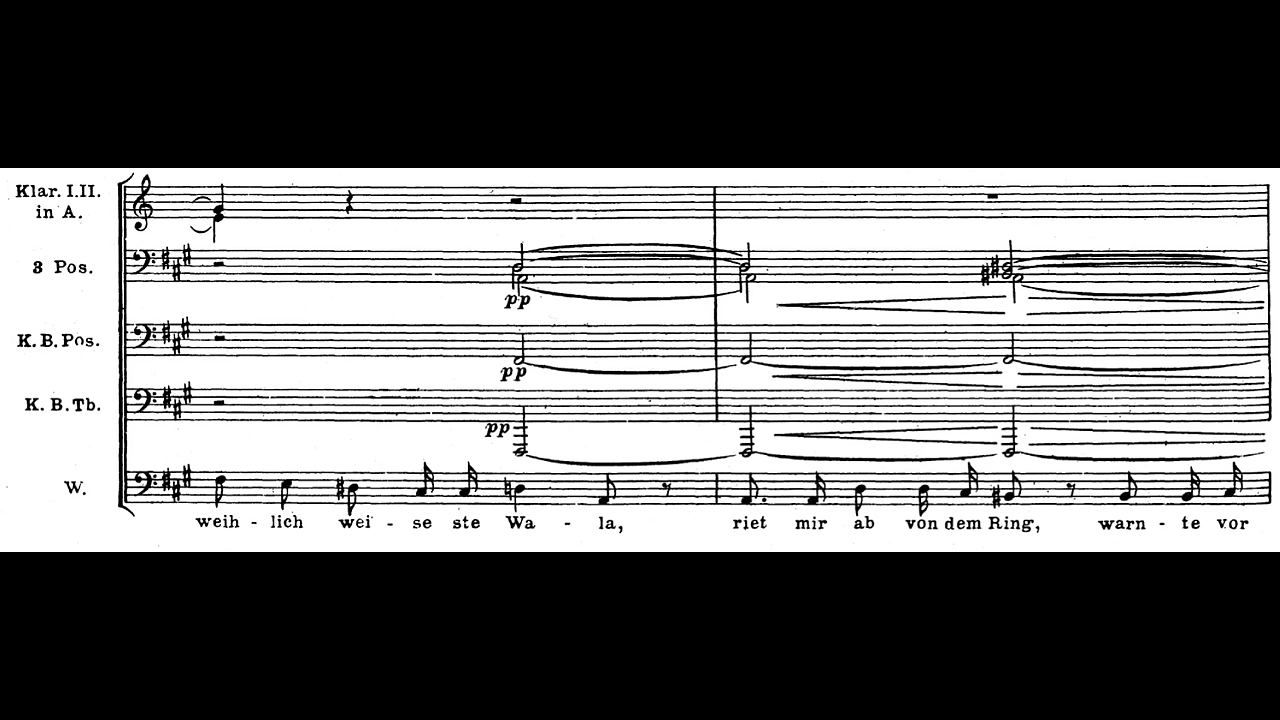 Klar. I.II.
in A.
3 Pos.
pp
K. B. Pos.
pp
K. B. Tb.
pp
W.
weih - lich wei - se ste Wa - la, riet mir ab von dem Ring, warn - te vor